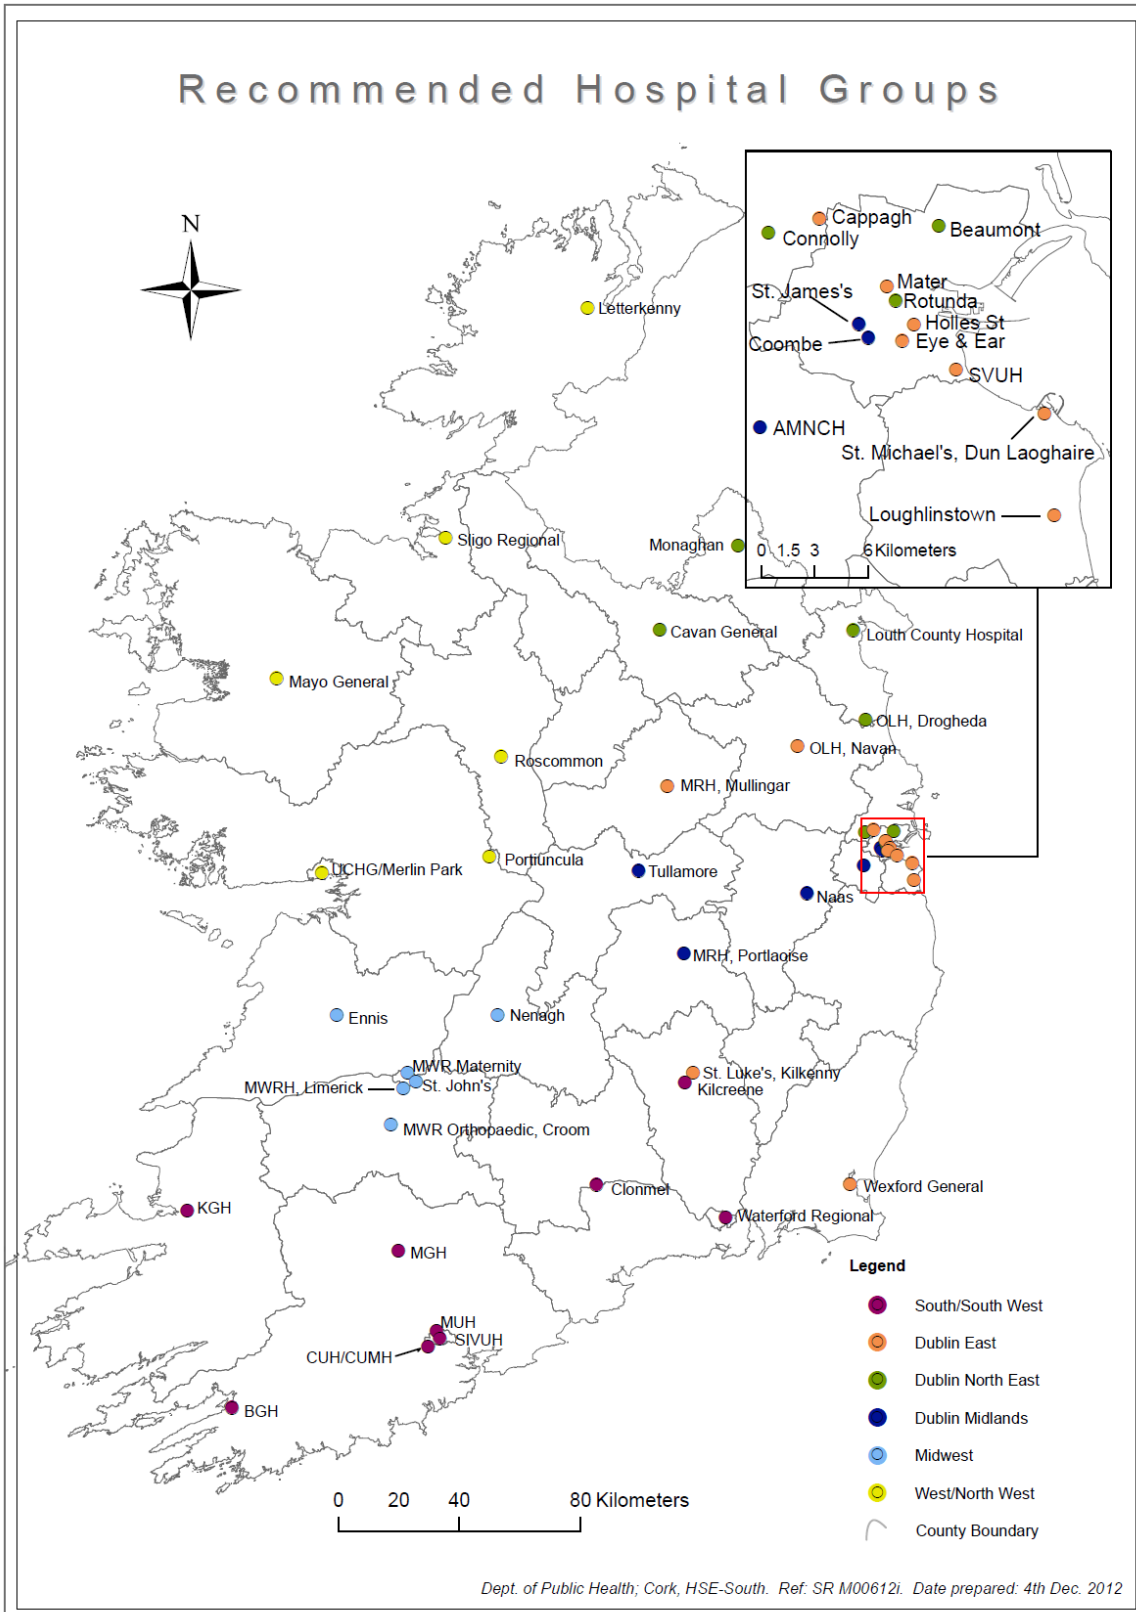 Recommended Hospital Groups
N
Cappagh
Connolly
Beaumont
Mater
St. James's
Rotunda
Holles St
Coombe
Eye & Ear
SVUH
AMNCH
St. Michael's, Dun Laoghaire
Loughlinstown
0 1.5 3 6 Kilometers
Letterkenny
Sligo Regional
Monaghan
Cavan General
Louth County Hospital
Mayo General
OLH, Drogheda
OLH, Navan
Roscommon
MRH, Mullingar
Portiuncula
UCHG/Merlin Park
Tullamore
Naas
MRH, Portlaoise
Ennis
Nenagh
MWR Maternity
St. John's
MWRH, Limerick
St. Luke's, Kilkenny
Kilcreene
MWR Orthopaedic, Croom
Clonmel
Wexford General
KGH
Waterford Regional
MGH
MUH
SIVUH
CUH/CUMH
BGH
Legend
South/South West
Dublin East
Dublin North East
Dublin Midlands
Midwest
West/North West
County Boundary
0 20 40 80 Kilometers
Dept. of Public Health; Cork, HSE-South. Ref: SR M00612i. Date prepared: 4th Dec. 2012